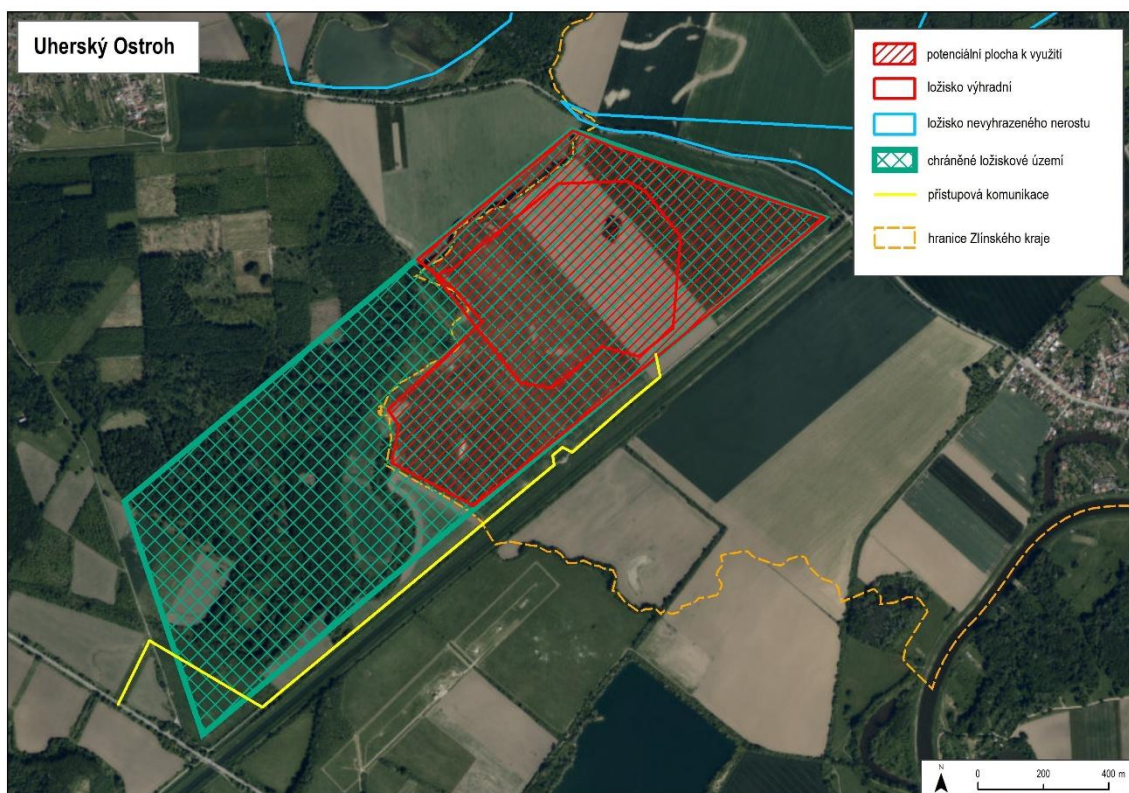 Uherský Ostroh
potenciální plocha k využití
ložisko výhradní
ložisko nevyhrazeného nerostu
chráněné ložiskové území
přístupová komunikace
hranice Zlínského kraje
N
0 200 400 m